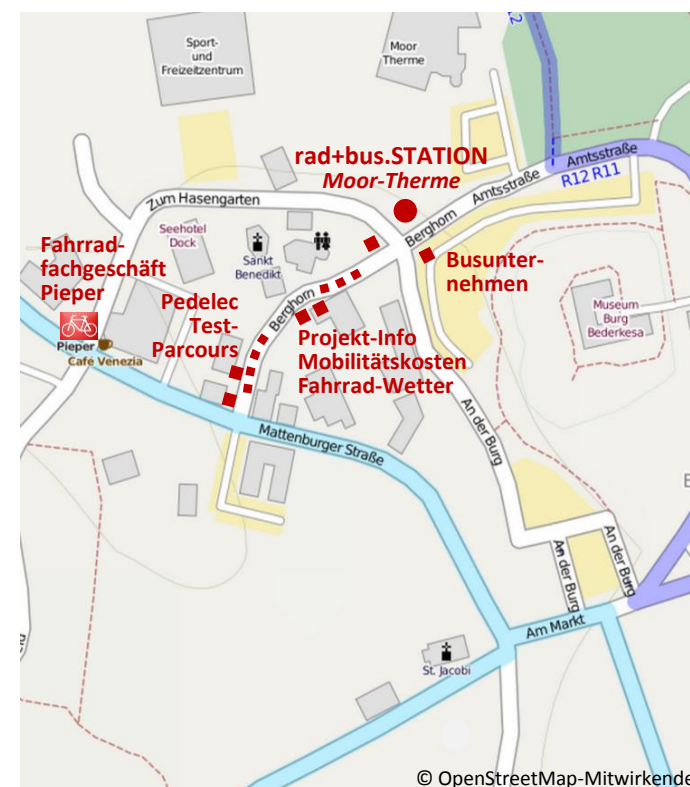 Sport-
und
Freizeitzentrum
Moor
Therme
rad+bus.STATION
Moor-Therme
Amtsstraße
R12 R11
Amtsstraße
Berghorn
Zum Hasengarten
Seehotel
Dock
Sankt
Benedikt
Fahrrad-
fachgeschäft
Pieper
Pieper
Café Venezia
Pedelec
Test-
Parcours
Berghorn
Busunter-
nehmen
Museum
Burg
Bederkesa
Projekt-Info
Mobilitätskosten
Fahrrad-Wetter
Mattenburger Straße
An der Burg
An der Burg
An der Burg
Am Markt
St. Jacobi
© OpenStreetMap-Mitwirkende